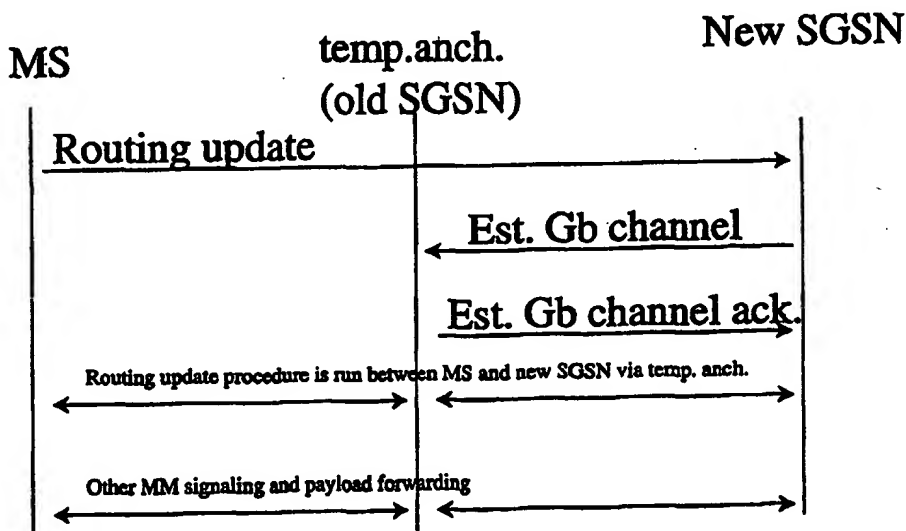 MS
temp.anch.
(old SGSN)
New SGSN
Routing update
Est. Gb channel
Est. Gb channel ack.
Routing update procedure is run between MS and new SGSN via temp. anch.
Other MM signaling and payload forwarding